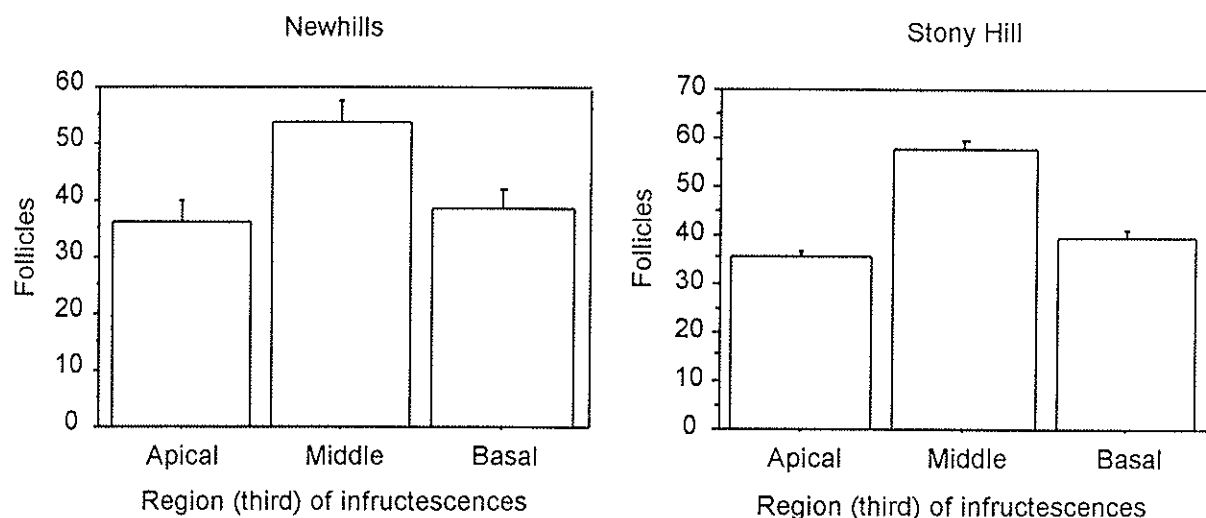 Newhills
Follicles
60
50
40
30
20
10
0
Apical Middle Basal
Region (third) of infructescences
Stony Hill
Follicles
70
60
50
40
30
20
10
0
Apical Middle Basal
Region (third) of infructescences